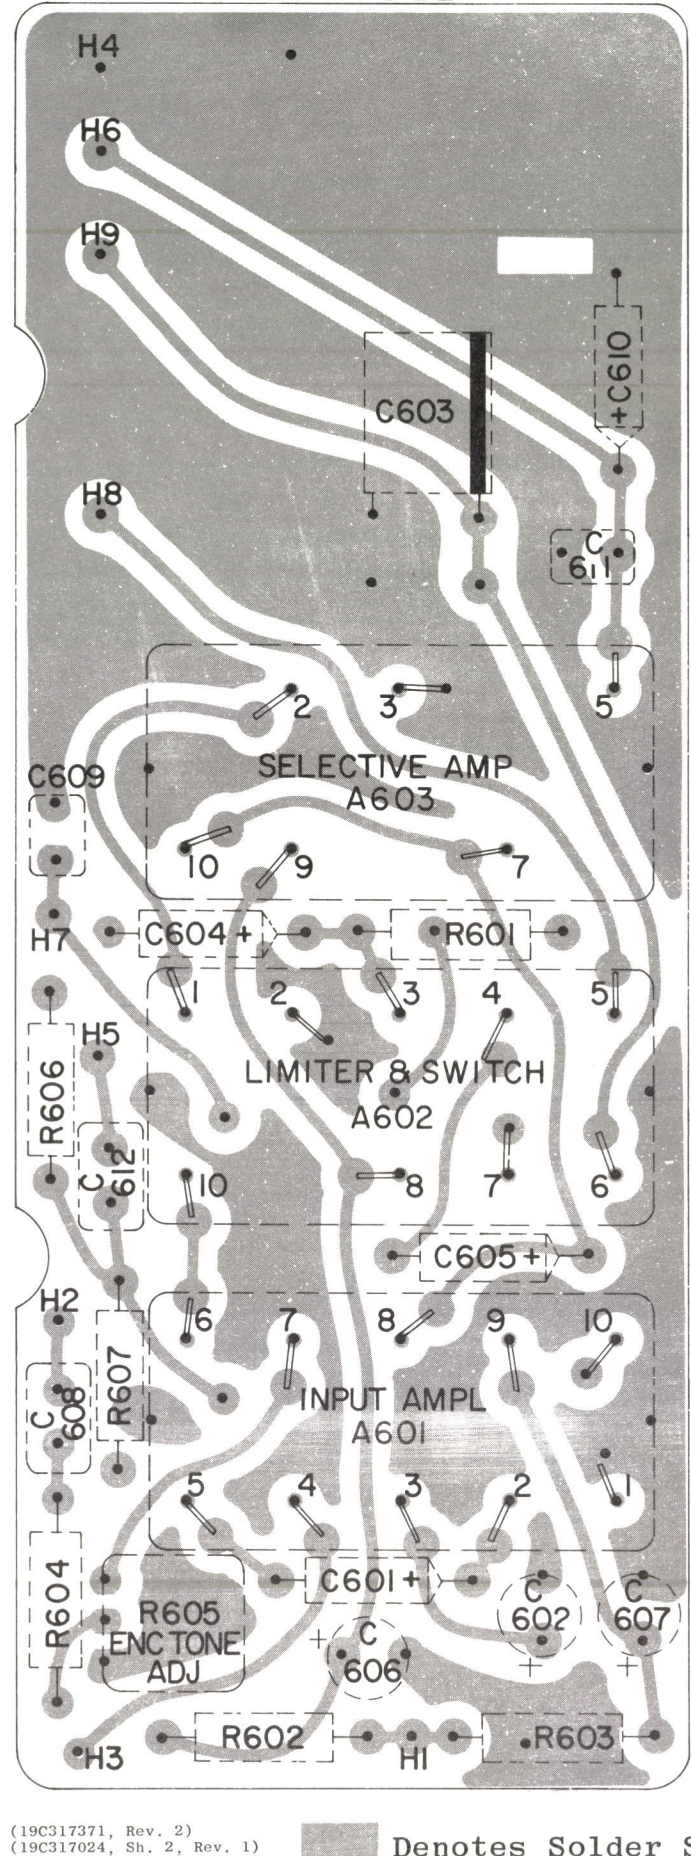 H4
H6
H9
+C610
C603
H8
C
611
2
3
5
SELECTIVE AMP
A603
C609
10
9
7
H7
C604+
R601
1
2
3
4
5
H5
LIMITER & SWITCH
A602
R606
C
612
10
8
7
6
C605+
H2
6
7
8
9
10
R607
C
608
INPUT AMPL
A601
5
4
3
2
1
C601+
R604
R605
ENC TONE
ADJ
C
602
+
C
607
+
+
C
606
R602
R603
H3
H1
(19C317371, Rev. 2)
(19C317024, Sh. 2, Rev. 1)
Denotes Solder S